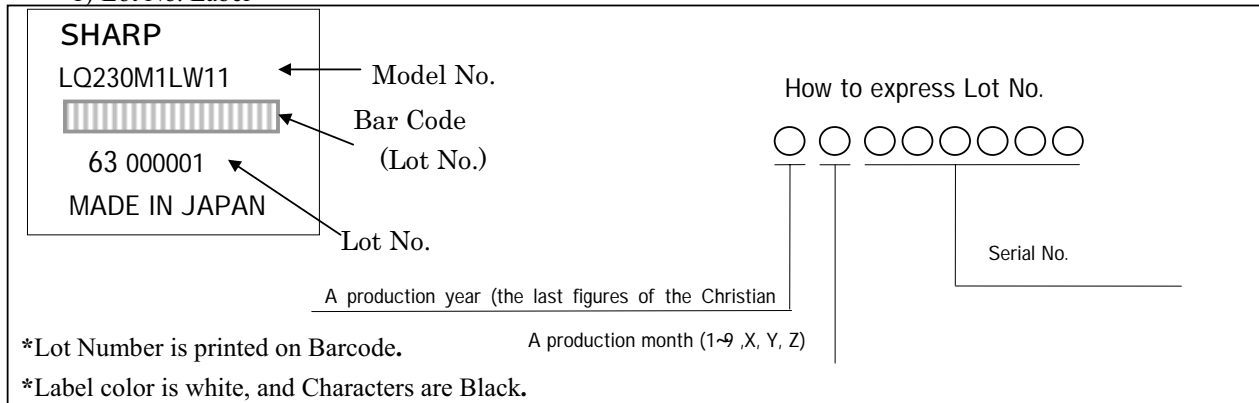 SHARP
LQ230M1LW11
Model No.
Bar Code
(Lot No.)
63 000001
MADE IN JAPAN
Lot No.
How to express Lot No.
Serial No.
A production year (the last figures of the Christian
A production month (1~9 ,X, Y, Z)
*Lot Number is printed on Barcode.
*Label color is white, and Characters are Black.